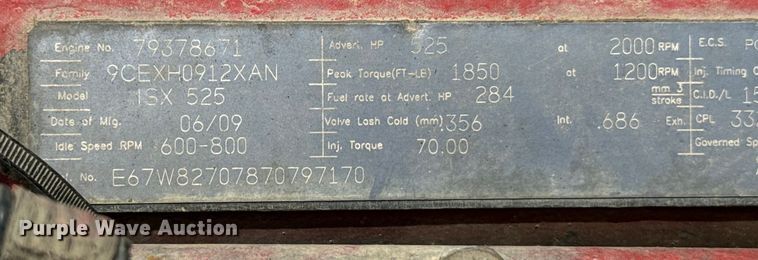 Engine No. 79378671 Advert. HP 525 at 2000 RPM E.C.S.
Family 9CEXH0912XAN Peak Torque(FT-LB) 1850 at 1200 RPM Inj. Timing
Model ISX 525 Fuel rate at Advert. HP 284 mm 3 stroke C.I.D./L
Date of Mfg. 06/09 Valve Lash Cold (mm) .356 Int. .686 Exh. CPL
Idle Speed RPM 600-800 Inj. Torque 70.00 Governed
No. E67W82707870797170
Purple Wave Auction